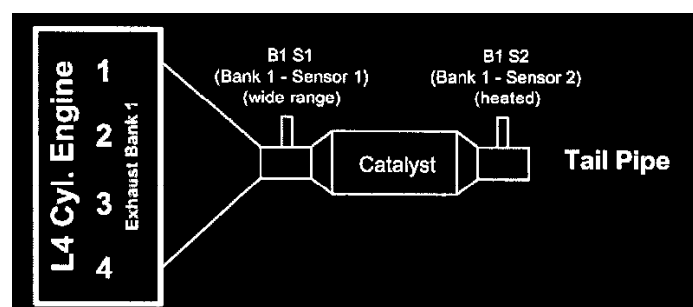 L4 Cyl. Engine
Exhaust Bank 1
1
2
3
4
B1 S1
(Bank 1 - Sensor 1)
(wide range)
Catalyst
B1 S2
(Bank 1 - Sensor 2)
(heated)
Tail Pipe